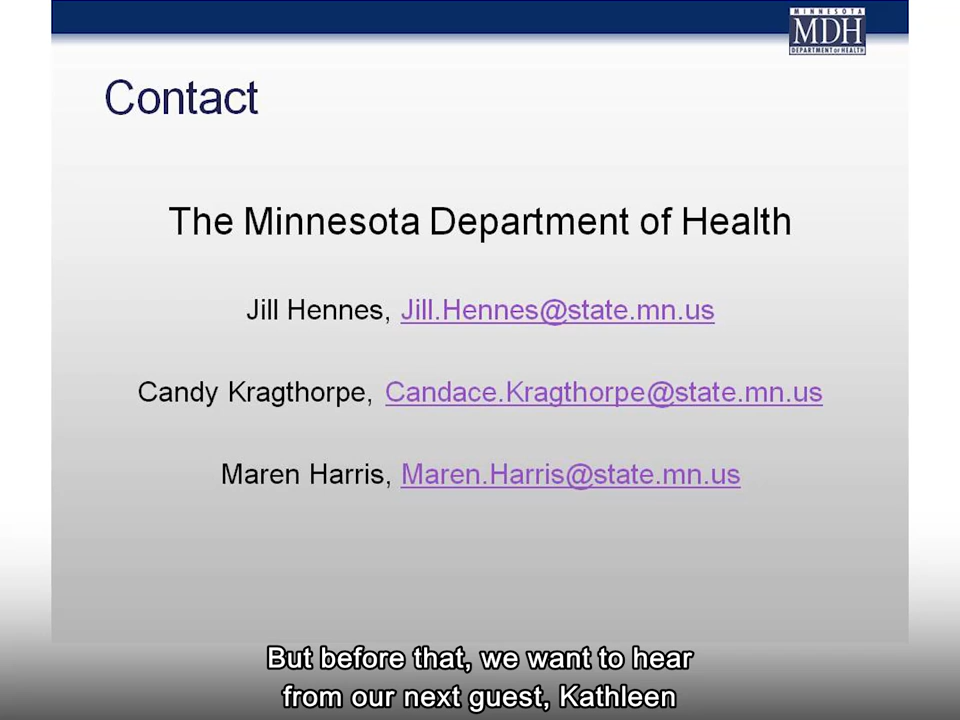 MINNESOTA
MDH
DEPARTMENT OF HEALTH
Contact
The Minnesota Department of Health
Jill Hennes, Jill.Hennes@state.mn.us
Candy Kragthorpe, Candace.Kragthorpe@state.mn.us
Maren Harris, Maren.Harris@state.mn.us
But before that, we want to hear
from our next guest, Kathleen